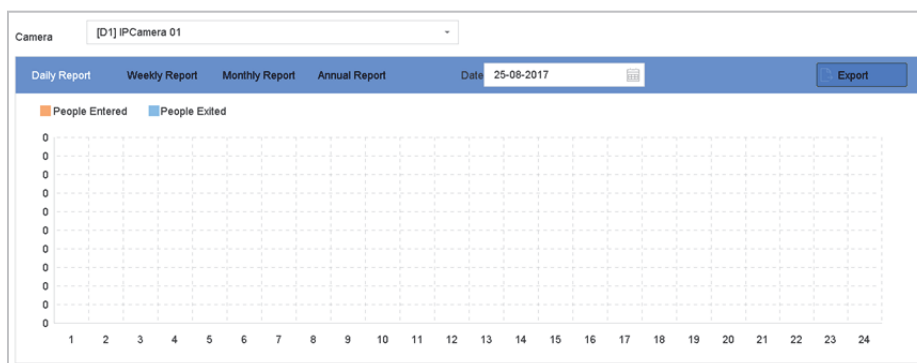 Camera [D1] IPCamera 01
Daily Report Weekly Report Monthly Report Annual Report Date 25-08-2017 Export
People Entered People Exited
0
0
0
0
0
0
0
0
0
0
0
1 2 3 4 5 6 7 8 9 10 11 12 13 14 15 16 17 18 19 20 21 22 23 24